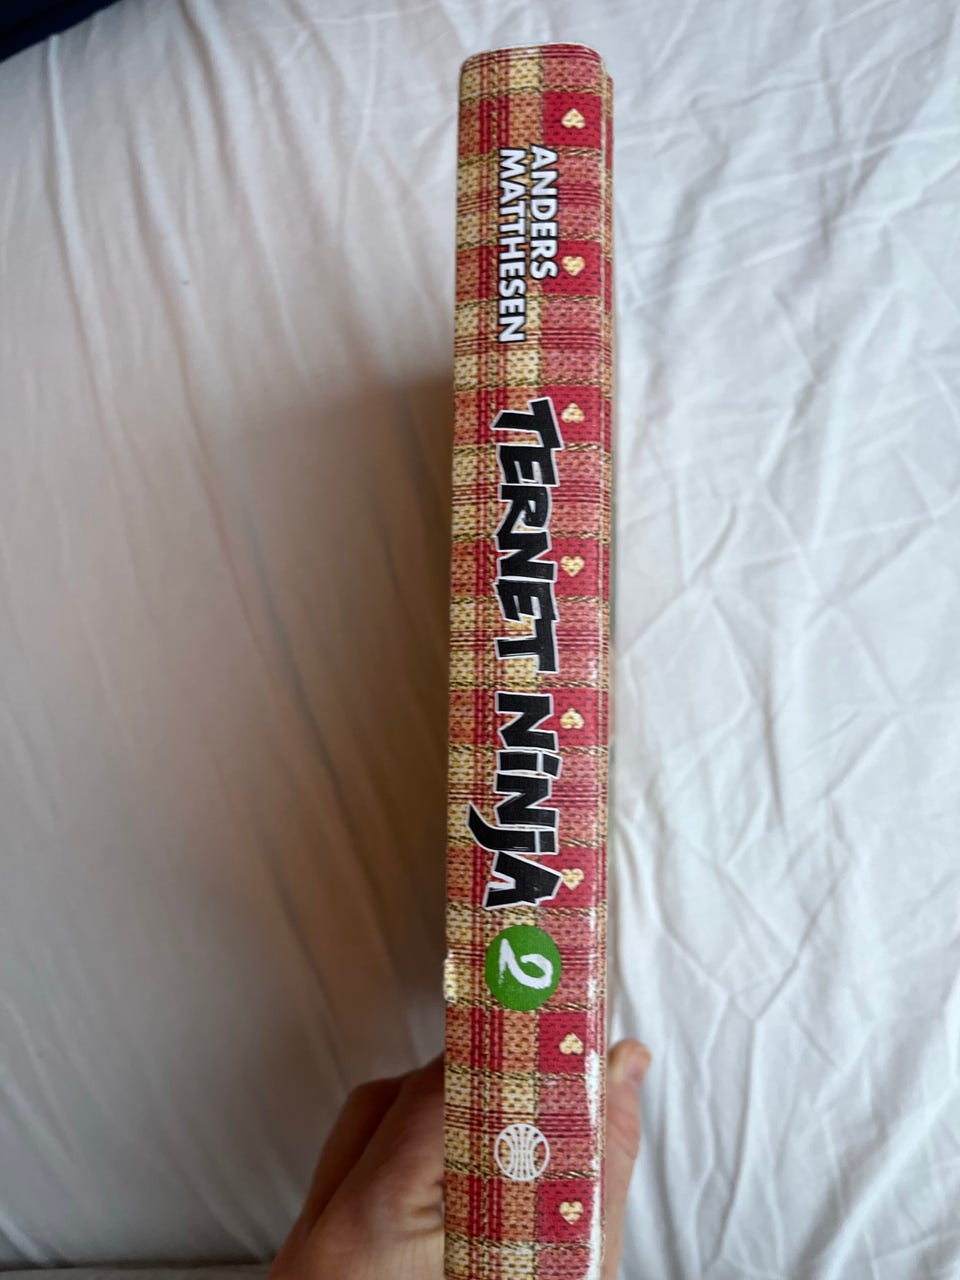 ANDERS
MATTHESEN
TERNET NINJA
2